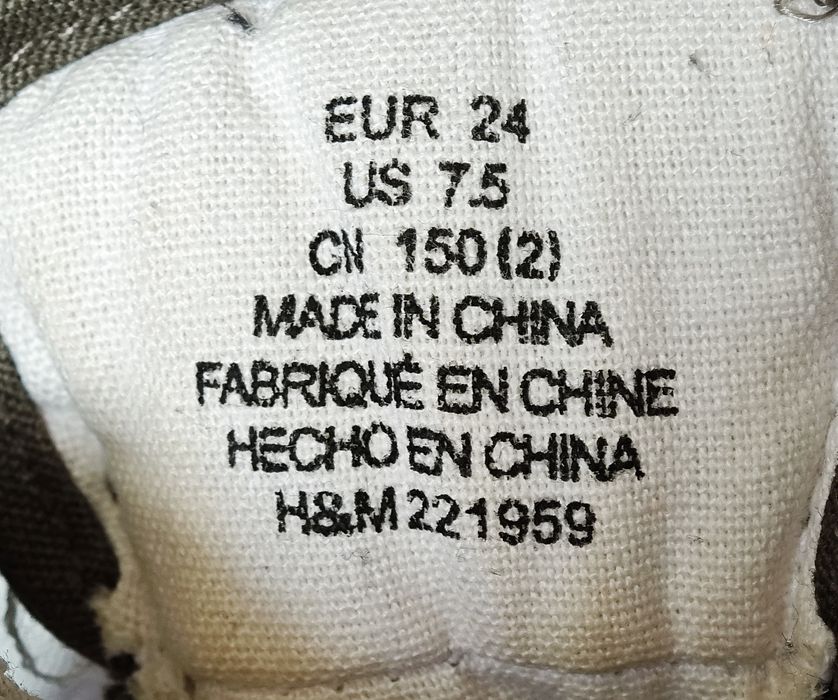 EUR 24
US 7.5
CN 150(2)
MADE IN CHINA
FABRIQUÉ EN CHINE
HECHO EN CHINA
H&M 221959